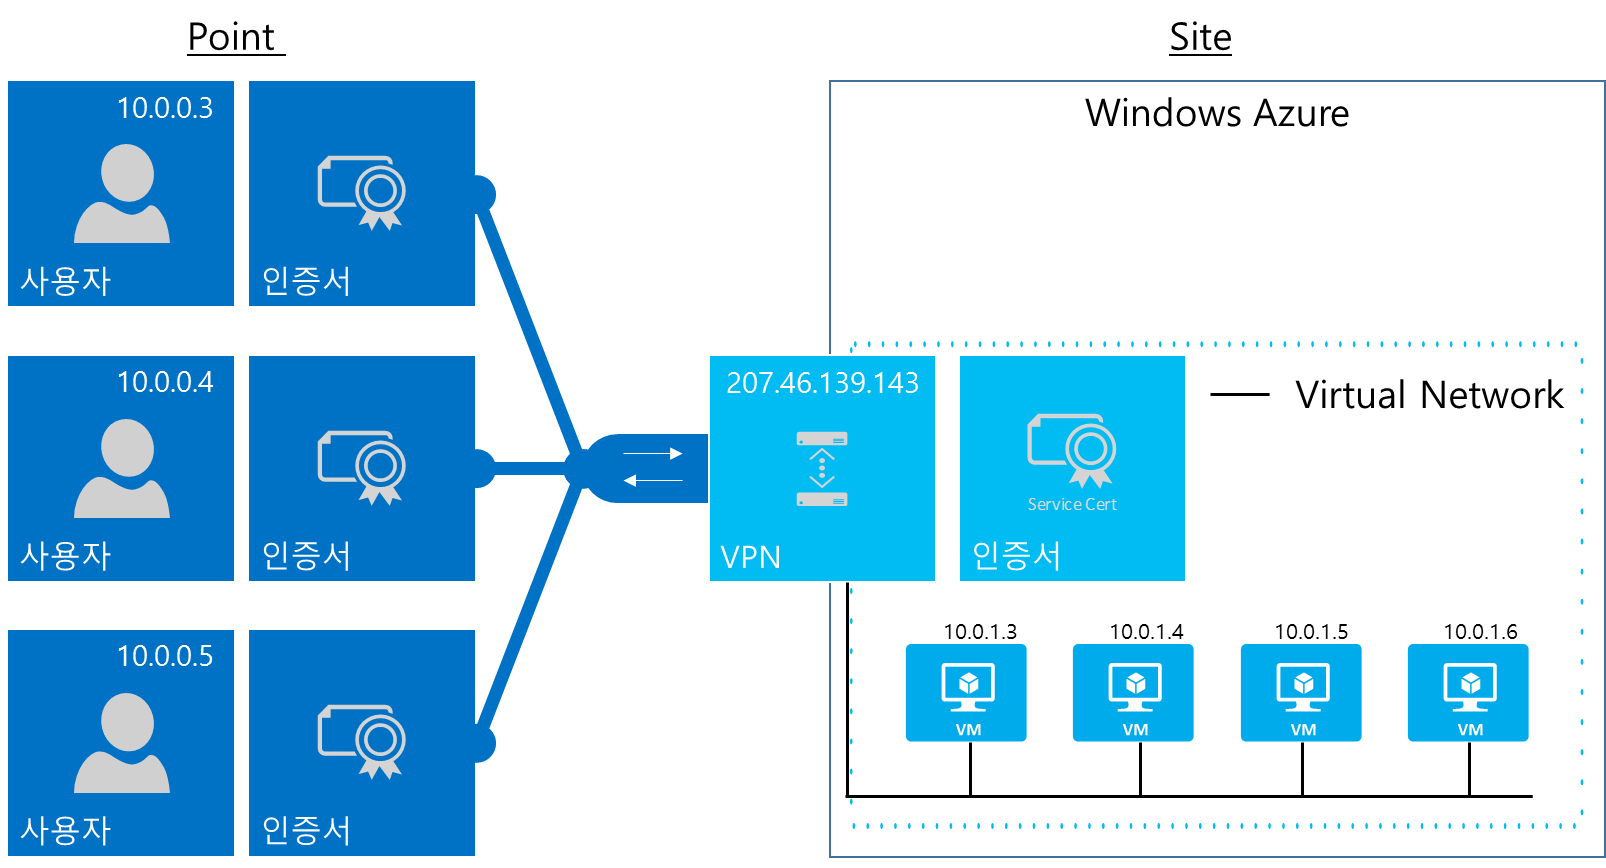 Point
Site
10.0.0.3
사용자
인증서
Windows Azure
10.0.0.4
사용자
인증서
207.46.139.143
VPN
Service Cert
인증서
Virtual Network
10.0.0.5
사용자
인증서
10.0.1.3
VM
10.0.1.4
VM
10.0.1.5
VM
10.0.1.6
VM